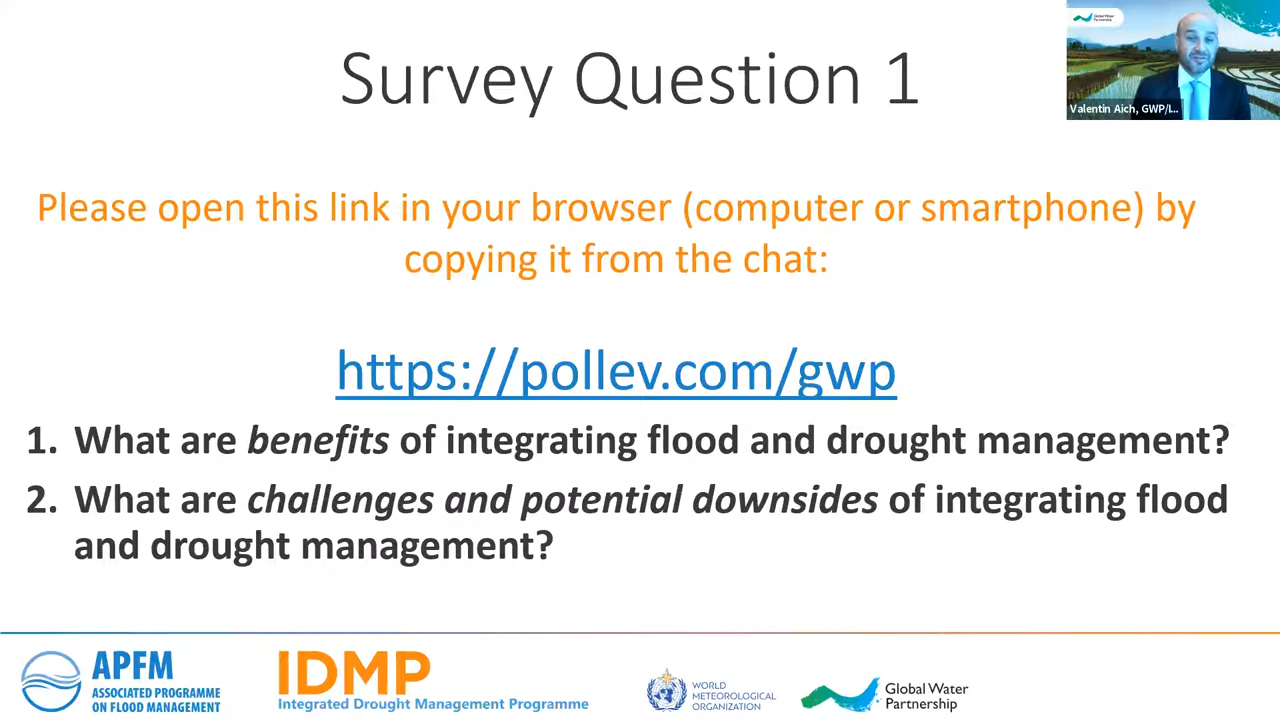 Survey Question 1
Global Water
Partnership
Valentin Aich, GWP/I...
Please open this link in your browser (computer or smartphone) by
copying it from the chat:
https://pollev.com/gwp
1. What are benefits of integrating flood and drought management?
2. What are challenges and potential downsides of integrating flood
and drought management?
APFM
ASSOCIATED PROGRAMME
ON FLOOD MANAGEMENT
IDMP
Integrated Drought Management Programme
WORLD
METEOROLOGICAL
ORGANIZATION
Global Water
Partnership